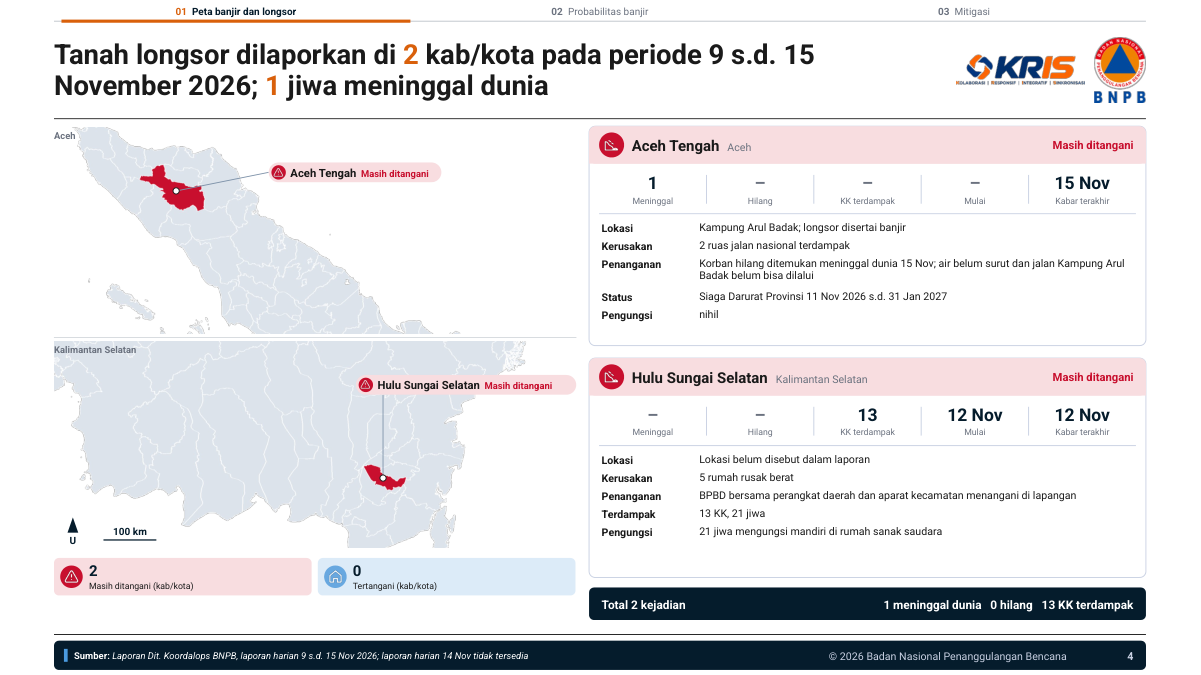 01 Peta banjir dan longsor
02 Probabilitas banjir
03 Mitigasi
Tanah longsor dilaporkan di 2 kab/kota pada periode 9 s.d. 15
November 2026; 1 jiwa meninggal dunia
KRIS
KOLABORASI | RESPONSIF | INTEGRATIF | SINKRONISASI
BNPB
Aceh
Aceh Tengah Masih ditangani
Kalimantan Selatan
Hulu Sungai Selatan Masih ditangani
U
100 km
2
Masih ditangani (kab/kota)
0
Tertangani (kab/kota)
Aceh Tengah Aceh Masih ditangani
1 – – – 15 Nov
Meninggal Hilang KK terdampak Mulai Kabar terakhir
Lokasi Kampung Arul Badak; longsor disertai banjir
Kerusakan 2 ruas jalan nasional terdampak
Penanganan Korban hilang ditemukan meninggal dunia 15 Nov; air belum surut dan jalan Kampung Arul
Badak belum bisa dilalui
Status Siaga Darurat Provinsi 11 Nov 2026 s.d. 31 Jan 2027
Pengungsi nihil
Hulu Sungai Selatan Kalimantan Selatan Masih ditangani
– – 13 12 Nov 12 Nov
Meninggal Hilang KK terdampak Mulai Kabar terakhir
Lokasi Lokasi belum disebut dalam laporan
Kerusakan 5 rumah rusak berat
Penanganan BPBD bersama perangkat daerah dan aparat kecamatan menangani di lapangan
Terdampak 13 KK, 21 jiwa
Pengungsi 21 jiwa mengungsi mandiri di rumah sanak saudara
Total 2 kejadian 1 meninggal dunia 0 hilang 13 KK terdampak
Sumber: Laporan Dit. Koordalops BNPB, laporan harian 9 s.d. 15 Nov 2026; laporan harian 14 Nov tidak tersedia
© 2026 Badan Nasional Penanggulangan Bencana 4